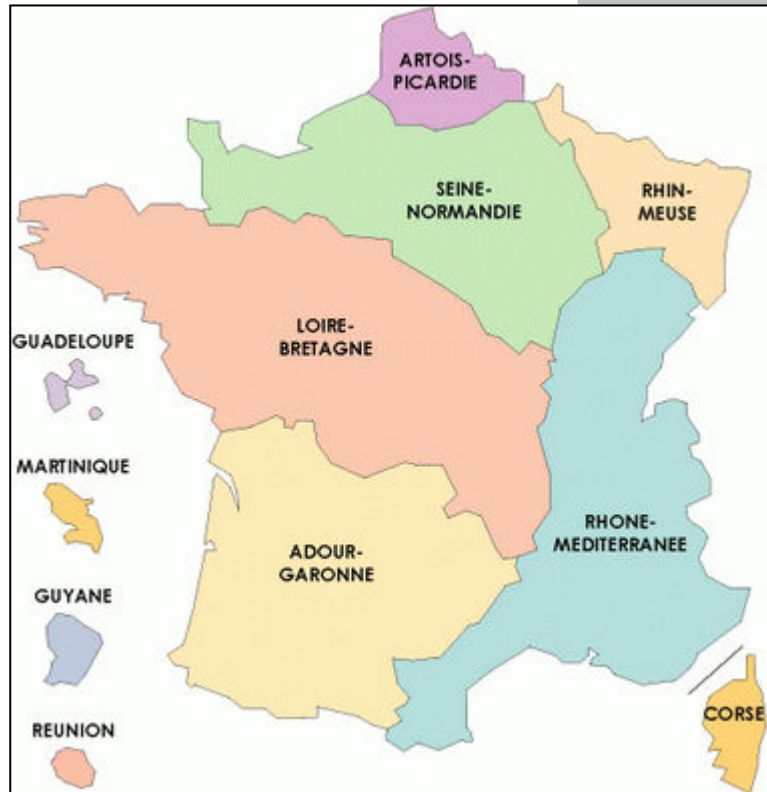 ARTOIS-
PICARDIE
SEINE-
NORMANDIE
RHIN-
MEUSE
LOIRE-
BRETAGNE
GUADELOUPE
MARTINIQUE
RHONE-
MEDITERRANEE
ADOUR-
GARONNE
GUYANE
CORSE
REUNION